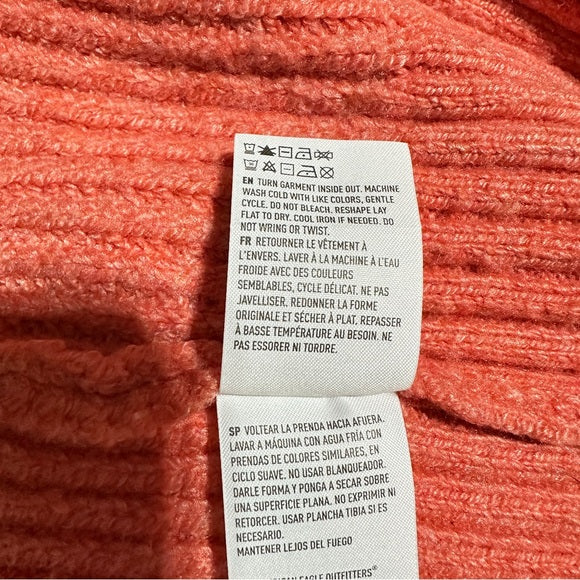 EN TURN GARMENT INSIDE OUT. MACHINE
WASH COLD WITH LIKE COLORS, GENTLE
CYCLE. DO NOT BLEACH. RESHAPE LAY
FLAT TO DRY. COOL IRON IF NEEDED. DO
NOT WRING OR TWIST.
FR RETOURNER LE VÊTEMENT À
L'ENVERS. LAVER À LA MACHINE À L'EAU
FROIDE AVEC DES COULEURS
SEMBLABLES, CYCLE DÉLICAT. NE PAS
JAVELLISER. REDONNER LA FORME
ORIGINALE ET SÉCHER À PLAT. REPASSER
À BASSE TEMPÉRATURE AU BESOIN. NE
PAS ESSORER NI TORDRE.
SP VOLTEAR LA PRENDA HACIA AFUERA.
LAVAR A MÁQUINA CON AGUA FRÍA CON
PRENDAS DE COLORES SIMILARES, EN
CICLO SUAVE. NO USAR BLANQUEADOR.
DARLE FORMA Y PONGA A SECAR SOBRE
UNA SUPERFICIE PLANA. NO EXPRIMIR NI
RETORCER. USAR PLANCHA TIBIA SI ES
NECESARIO.
MANTENER LEJOS DEL FUEGO
EAGLE OUTFITTERS®